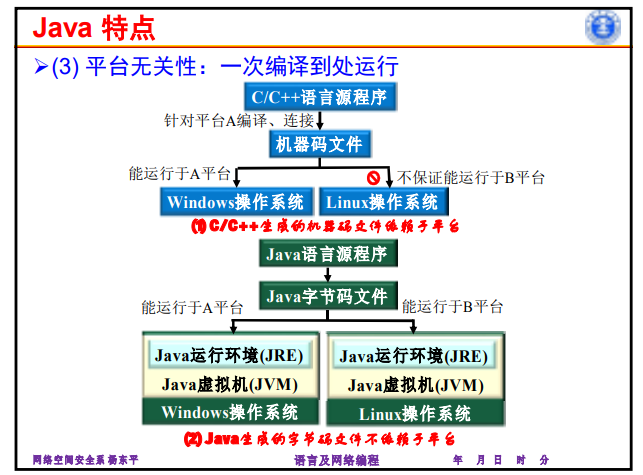 Java 特点
(3) 平台无关性：一次编译到处运行
C/C++语言源程序
针对平台A编译、连接
机器码文件
能运行于A平台
不保证能运行于B平台
Windows操作系统
Linux操作系统
(1) C/C++生成的机器码文件依赖于平台
Java语言源程序
Java字节码文件
能运行于A平台
能运行于B平台
Java运行环境(JRE)
Java运行环境(JRE)
Java虚拟机(JVM)
Java虚拟机(JVM)
Windows操作系统
Linux操作系统
(2) Java生成的字节码文件不依赖于平台
网络空间安全系 杨东平
语言及网络编程
年 月 日 时 分